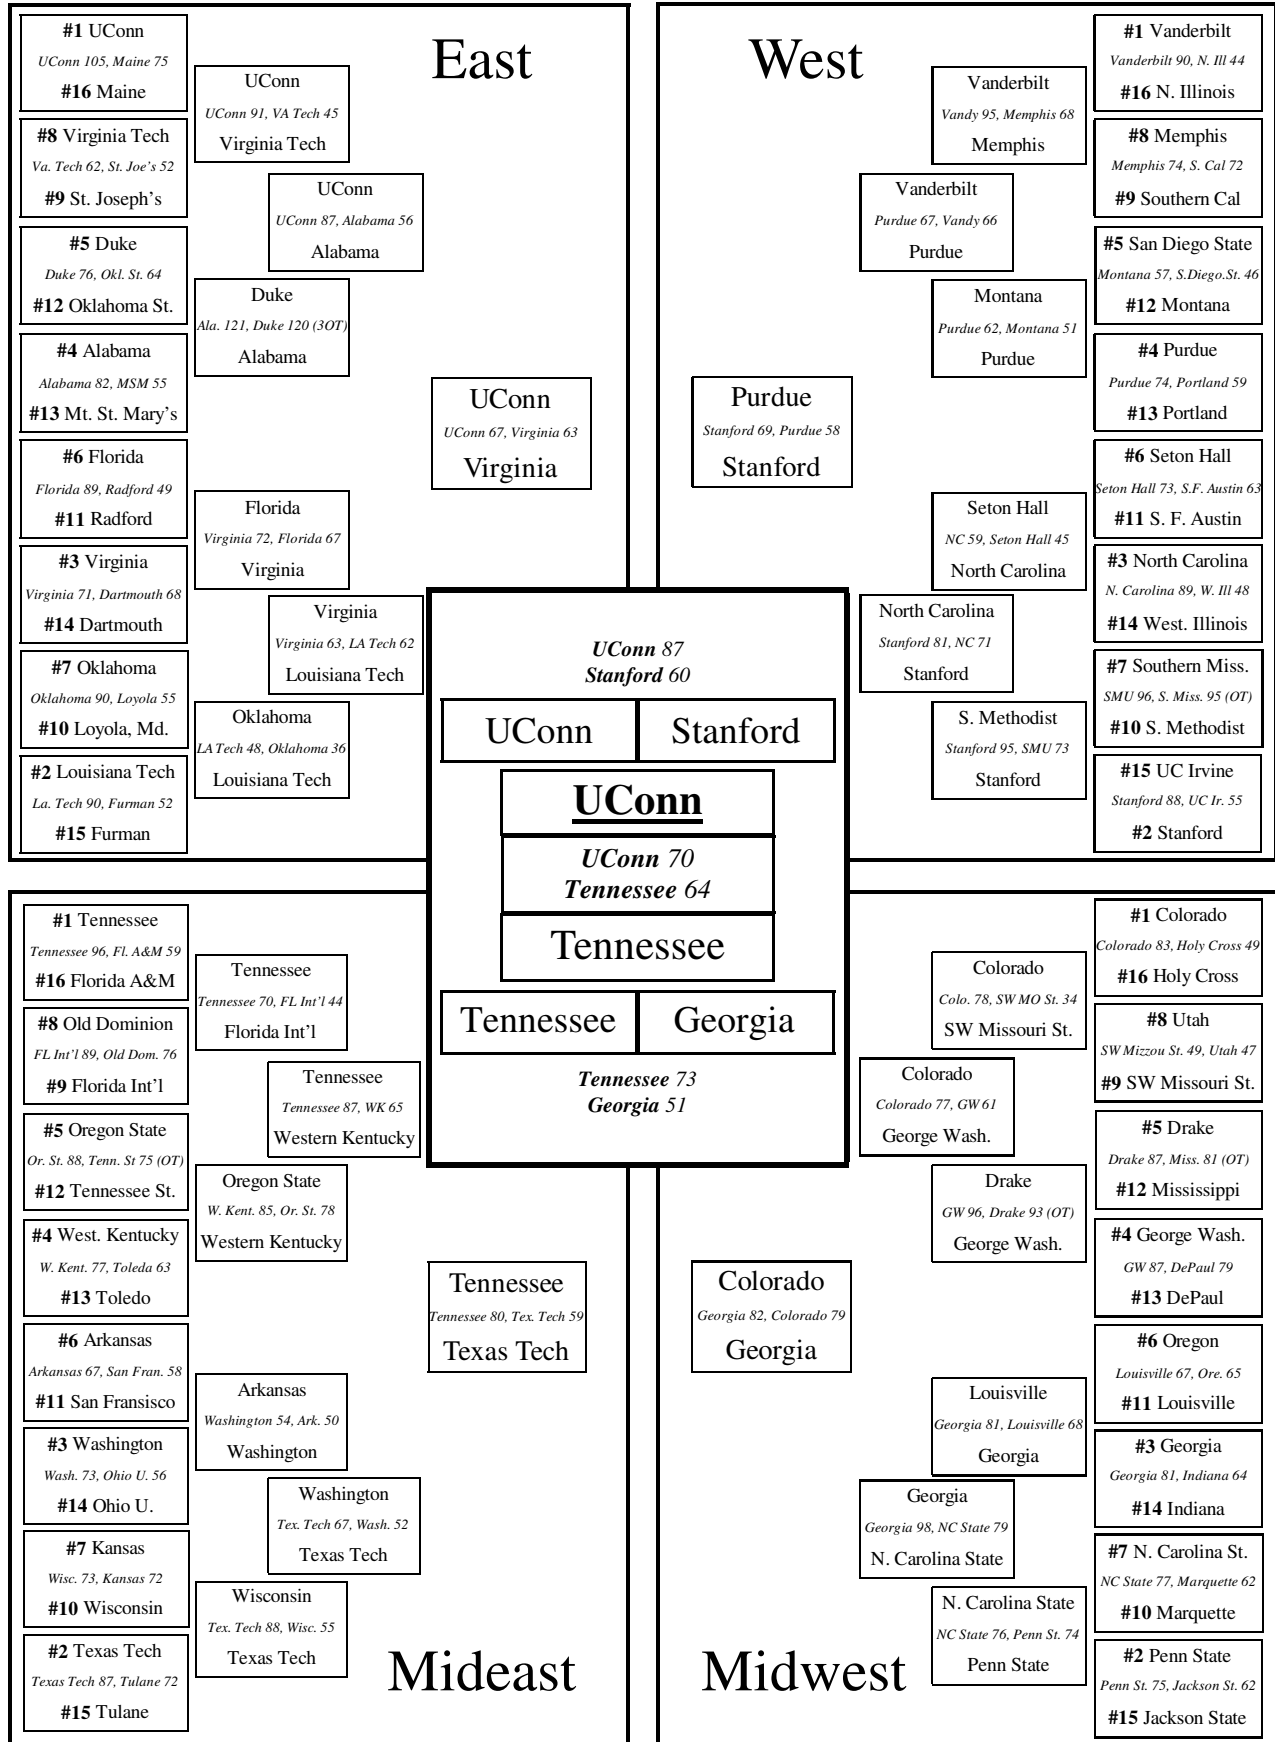 East
#1 UConn
UConn 105, Maine 75
#16 Maine
#8 Virginia Tech
Va. Tech 62, St. Joe's 52
#9 St. Joseph's
#5 Duke
Duke 76, Okl. St. 64
#12 Oklahoma St.
#4 Alabama
Alabama 82, MSM 55
#13 Mt. St. Mary's
#6 Florida
Florida 89, Radford 49
#11 Radford
#3 Virginia
Virginia 71, Dartmouth 68
#14 Dartmouth
#7 Oklahoma
Oklahoma 90, Loyola 55
#10 Loyola, Md.
#2 Louisiana Tech
La. Tech 90, Furman 52
#15 Furman
UConn
UConn 91, VA Tech 45
Virginia Tech
Duke
Ala. 121, Duke 120 (3OT)
Alabama
Florida
Virginia 72, Florida 67
Virginia
Oklahoma
LA Tech 48, Oklahoma 36
Louisiana Tech
UConn
UConn 87, Alabama 56
Alabama
Virginia
Virginia 63, LA Tech 62
Louisiana Tech
UConn
UConn 67, Virginia 63
Virginia
West
#1 Vanderbilt
Vanderbilt 90, N. Ill 44
#16 N. Illinois
#8 Memphis
Memphis 74, S. Cal 72
#9 Southern Cal
#5 San Diego State
Montana 57, S.Diego.St. 46
#12 Montana
#4 Purdue
Purdue 74, Portland 59
#13 Portland
#6 Seton Hall
Seton Hall 73, S.F. Austin 63
#11 S. F. Austin
#3 North Carolina
N. Carolina 89, W. Ill 48
#14 West. Illinois
#7 Southern Miss.
SMU 96, S. Miss. 95 (OT)
#10 S. Methodist
#15 UC Irvine
Stanford 88, UC Ir. 55
#2 Stanford
Vanderbilt
Vandy 95, Memphis 68
Memphis
Montana
Purdue 62, Montana 51
Purdue
Seton Hall
NC 59, Seton Hall 45
North Carolina
S. Methodist
Stanford 95, SMU 73
Stanford
Vanderbilt
Purdue 67, Vandy 66
Purdue
North Carolina
Stanford 81, NC 71
Stanford
Purdue
Stanford 69, Purdue 58
Stanford
UConn 87
Stanford 60
UConn
Stanford
UConn
UConn 70
Tennessee 64
Tennessee
Tennessee
Georgia
Tennessee 73
Georgia 51
#1 Tennessee
Tennessee 96, Fl. A&M 59
#16 Florida A&M
#8 Old Dominion
FL Int'l 89, Old Dom. 76
#9 Florida Int'l
#5 Oregon State
Or. St. 88, Tenn. St 75 (OT)
#12 Tennessee St.
#4 West. Kentucky
W. Kent. 77, Toleda 63
#13 Toledo
#6 Arkansas
Arkansas 67, San Fran. 58
#11 San Fransisco
#3 Washington
Wash. 73, Ohio U. 56
#14 Ohio U.
#7 Kansas
Wisc. 73, Kansas 72
#10 Wisconsin
#2 Texas Tech
Texas Tech 87, Tulane 72
#15 Tulane
Tennessee
Tennessee 70, FL Int'l 44
Florida Int'l
Oregon State
W. Kent. 85, Or. St. 78
Western Kentucky
Arkansas
Washington 54, Ark. 50
Washington
Wisconsin
Tex. Tech 88, Wisc. 55
Texas Tech
Tennessee
Tennessee 87, WK 65
Western Kentucky
Washington
Tex. Tech 67, Wash. 52
Texas Tech
Tennessee
Tennessee 80, Tex. Tech 59
Texas Tech
Mideast
#1 Colorado
Colorado 83, Holy Cross 49
#16 Holy Cross
#8 Utah
SW Mizzou St. 49, Utah 47
#9 SW Missouri St.
#5 Drake
Drake 87, Miss. 81 (OT)
#12 Mississippi
#4 George Wash.
GW 87, DePaul 79
#13 DePaul
#6 Oregon
Louisville 67, Ore. 65
#11 Louisville
#3 Georgia
Georgia 81, Indiana 64
#14 Indiana
#7 N. Carolina St.
NC State 77, Marquette 62
#10 Marquette
#2 Penn State
Penn St. 75, Jackson St. 62
#15 Jackson State
Colorado
Colo. 78, SW MO St. 34
SW Missouri St.
Drake
GW 96, Drake 93 (OT)
George Wash.
Louisville
Georgia 81, Louisville 68
Georgia
N. Carolina State
NC State 76, Penn St. 74
Penn State
Colorado
Colorado 77, GW 61
George Wash.
Georgia
Georgia 98, NC State 79
N. Carolina State
Colorado
Georgia 82, Colorado 79
Georgia
Midwest